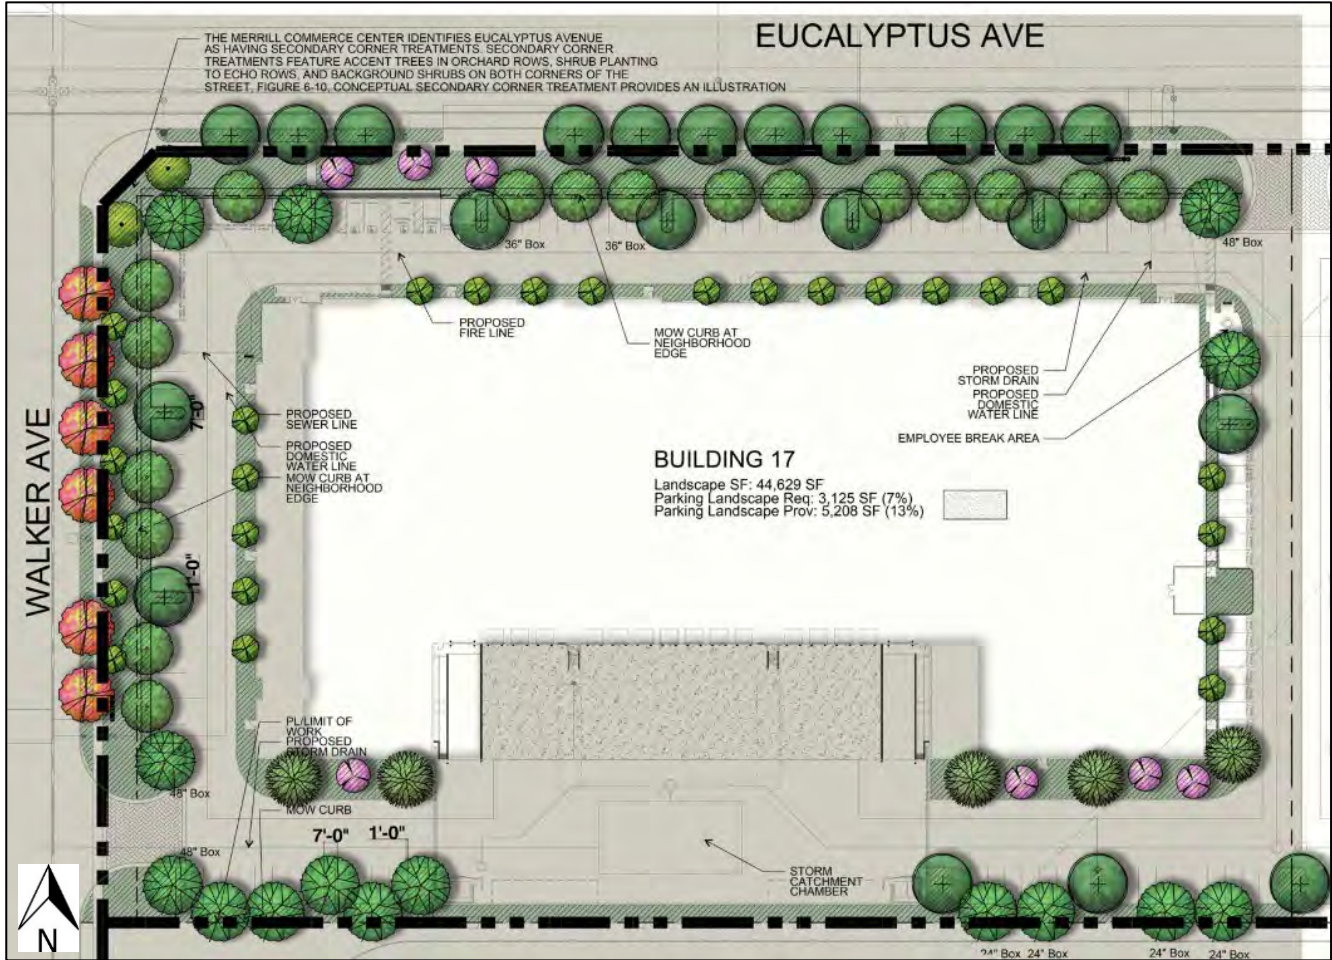 EUCALYPTUS AVE
THE MERRILL COMMERCE CENTER IDENTIFIES EUCALYPTUS AVENUE
AS HAVING SECONDARY CORNER TREATMENTS. SECONDARY CORNER
TREATMENTS FEATURE ACCENT TREES IN ORCHARD ROWS, SHRUB PLANTING
TO ECHO ROWS, AND BACKGROUND SHRUBS ON BOTH CORNERS OF THE
STREET, FIGURE 6-10, CONCEPTUAL SECONDARY CORNER TREATMENT PROVIDES AN ILLUSTRATION
36" Box
36" Box
48" Box
PROPOSED
FIRE LINE
MOW CURB AT
NEIGHBORHOOD
EDGE
PROPOSED
STORM DRAIN
PROPOSED
DOMESTIC
WATER LINE
EMPLOYEE BREAK AREA
WALKER AVE
7'-0"
1'-0"
PROPOSED
SEWER LINE
PROPOSED
DOMESTIC
WATER LINE
MOW CURB AT
NEIGHBORHOOD
EDGE
BUILDING 17
Landscape SF: 44,629 SF
Parking Landscape Req: 3,125 SF (7%)
Parking Landscape Prov: 5,208 SF (13%)
PL/LIMIT OF
WORK
PROPOSED
STORM DRAIN
48" Box
MOW CURB
7'-0" 1'-0"
48" Box
STORM
CATCHMENT
CHAMBER
N
24" Box 24" Box 24" Box 24" Box